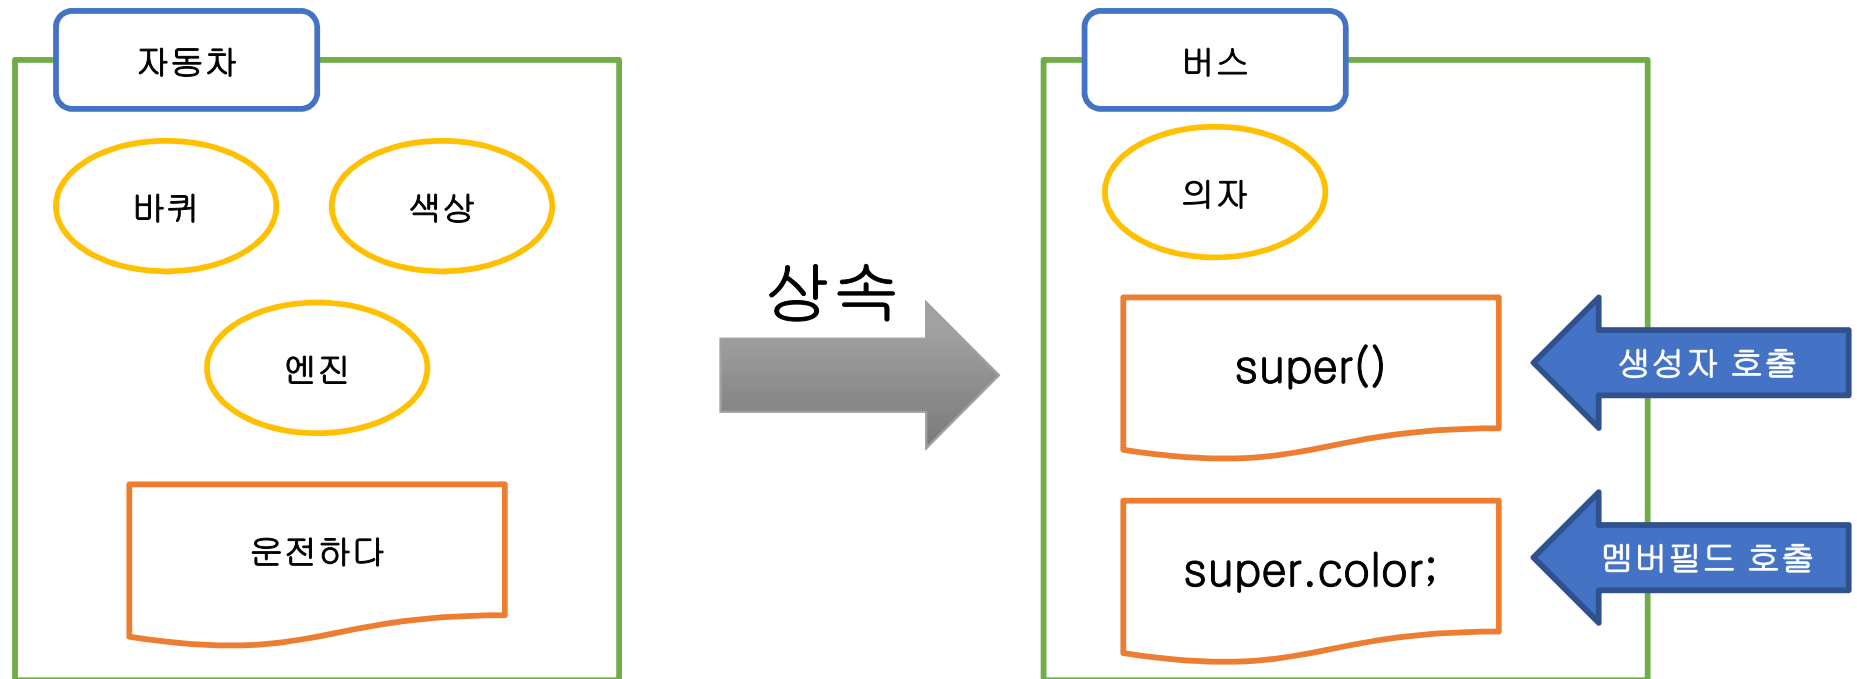 자동차
바퀴
색상
엔진
운전하다
상속
버스
의자
super()
생성자 호출
super.color;
멤버필드 호출